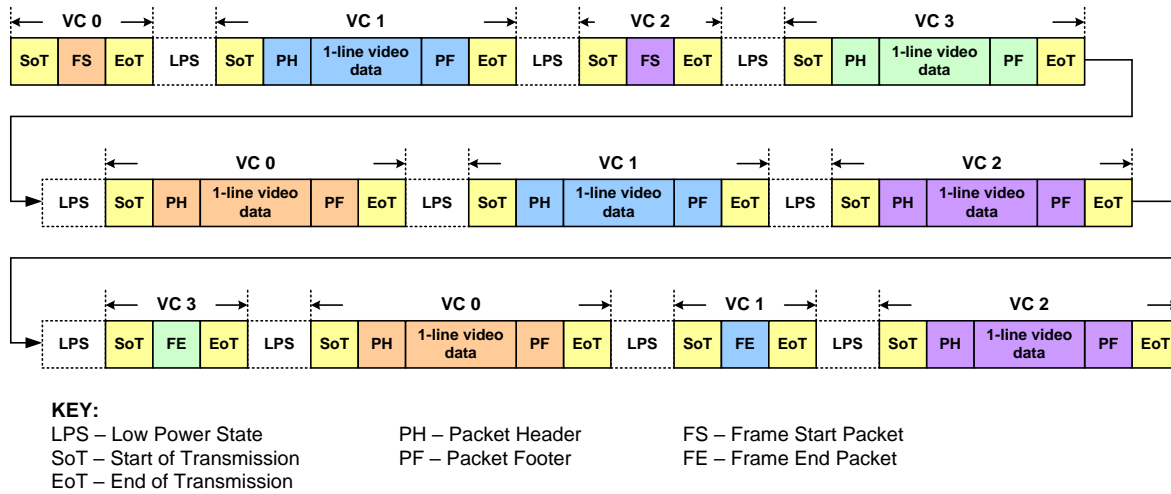 VC 0 VC 1 VC 2 VC 3
SoT FS EoT LPS SoT PH 1-line video data PF EoT LPS SoT FS EoT LPS SoT PH 1-line video data PF EoT
VC 0 VC 1 VC 2
LPS SoT PH 1-line video data PF EoT LPS SoT PH 1-line video data PF EoT LPS SoT PH 1-line video data PF EoT
VC 3 VC 0 VC 1 VC 2
LPS SoT FE EoT LPS SoT PH 1-line video data PF EoT LPS SoT FE EoT LPS SoT PH 1-line video data PF EoT
KEY:
LPS – Low Power State PH – Packet Header FS – Frame Start Packet
SoT – Start of Transmission PF – Packet Footer FE – Frame End Packet
EoT – End of Transmission